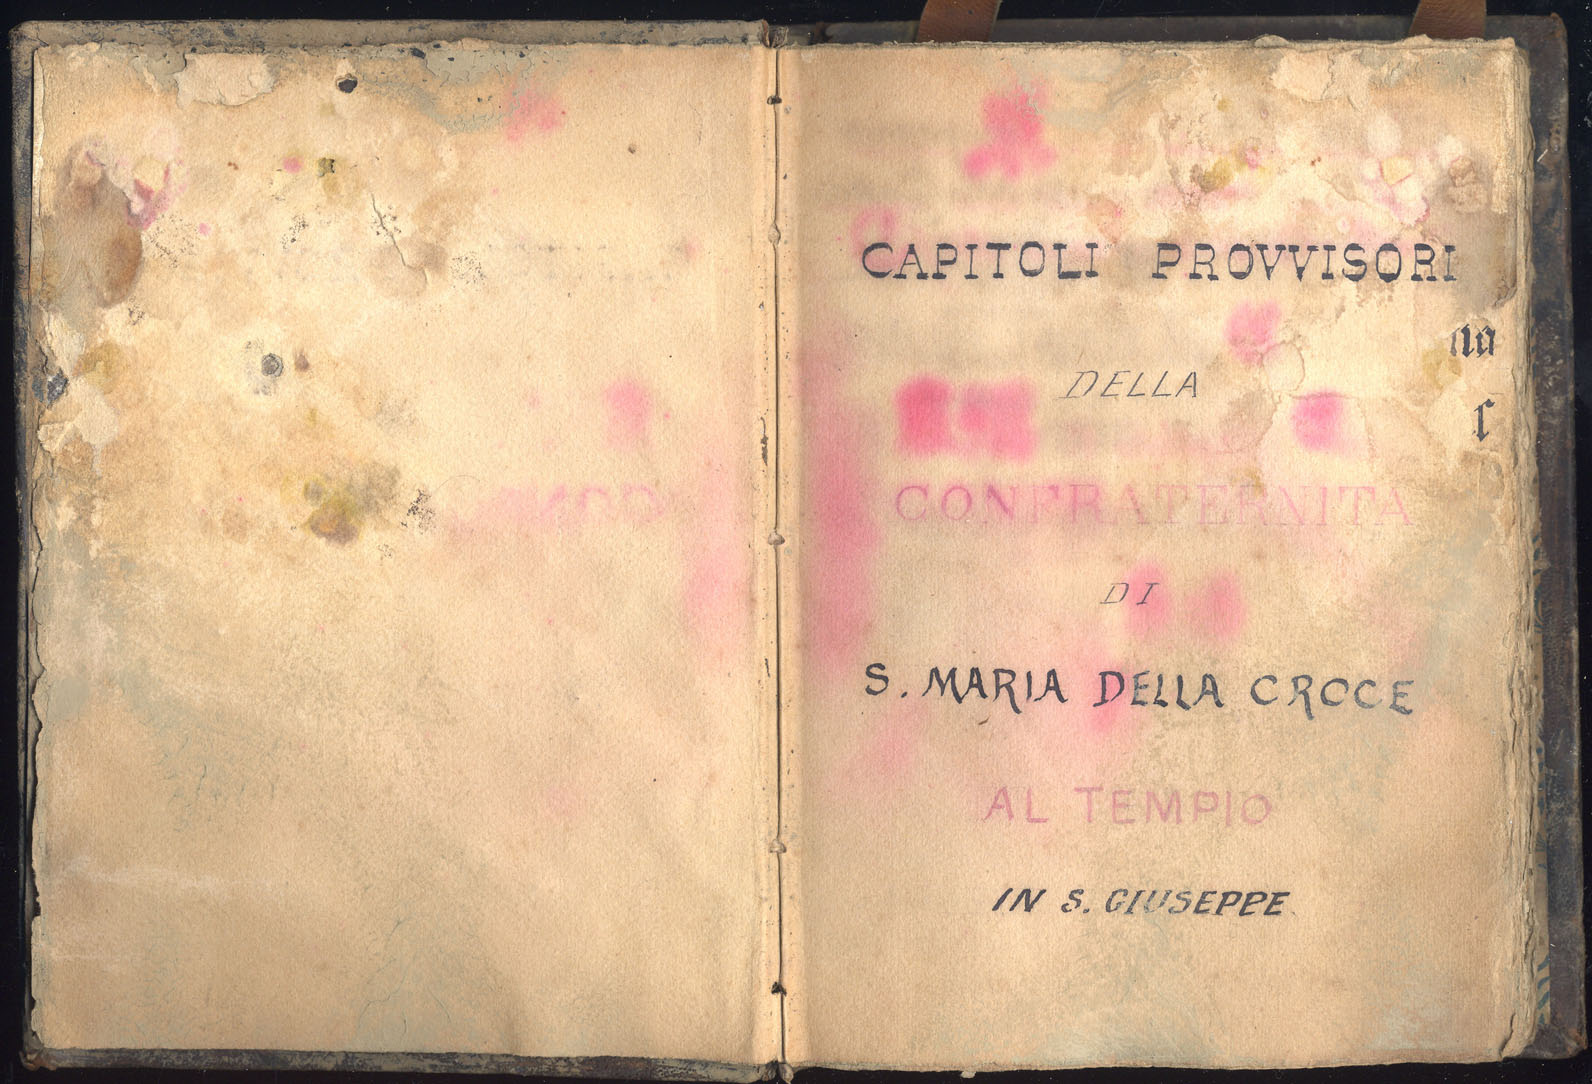 CAPITOLI PROVVISORI
DELLA
CONFRATERNITA
DI
S. MARIA DELLA CROCE
AL TEMPIO
IN S. GIUSEPPE.